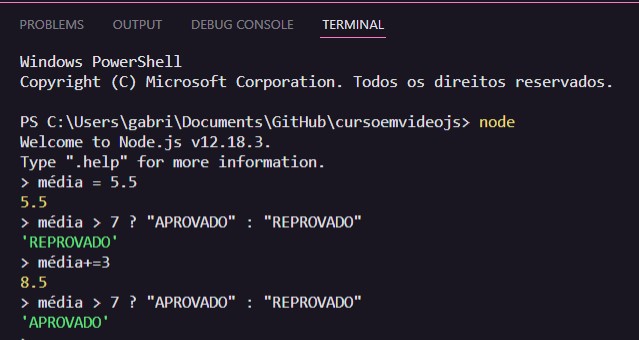 PROBLEMS OUTPUT DEBUG CONSOLE TERMINAL
Windows PowerShell
Copyright (C) Microsoft Corporation. Todos os direitos reservados.
PS C:\Users\gabri\Documents\GitHub\cursoemvideojs> node
Welcome to Node.js v12.18.3.
Type ".help" for more information.
> média = 5.5
5.5
> média > 7 ? "APROVADO" : "REPROVADO"
'REPROVADO'
> média+=3
8.5
> média > 7 ? "APROVADO" : "REPROVADO"
'APROVADO'